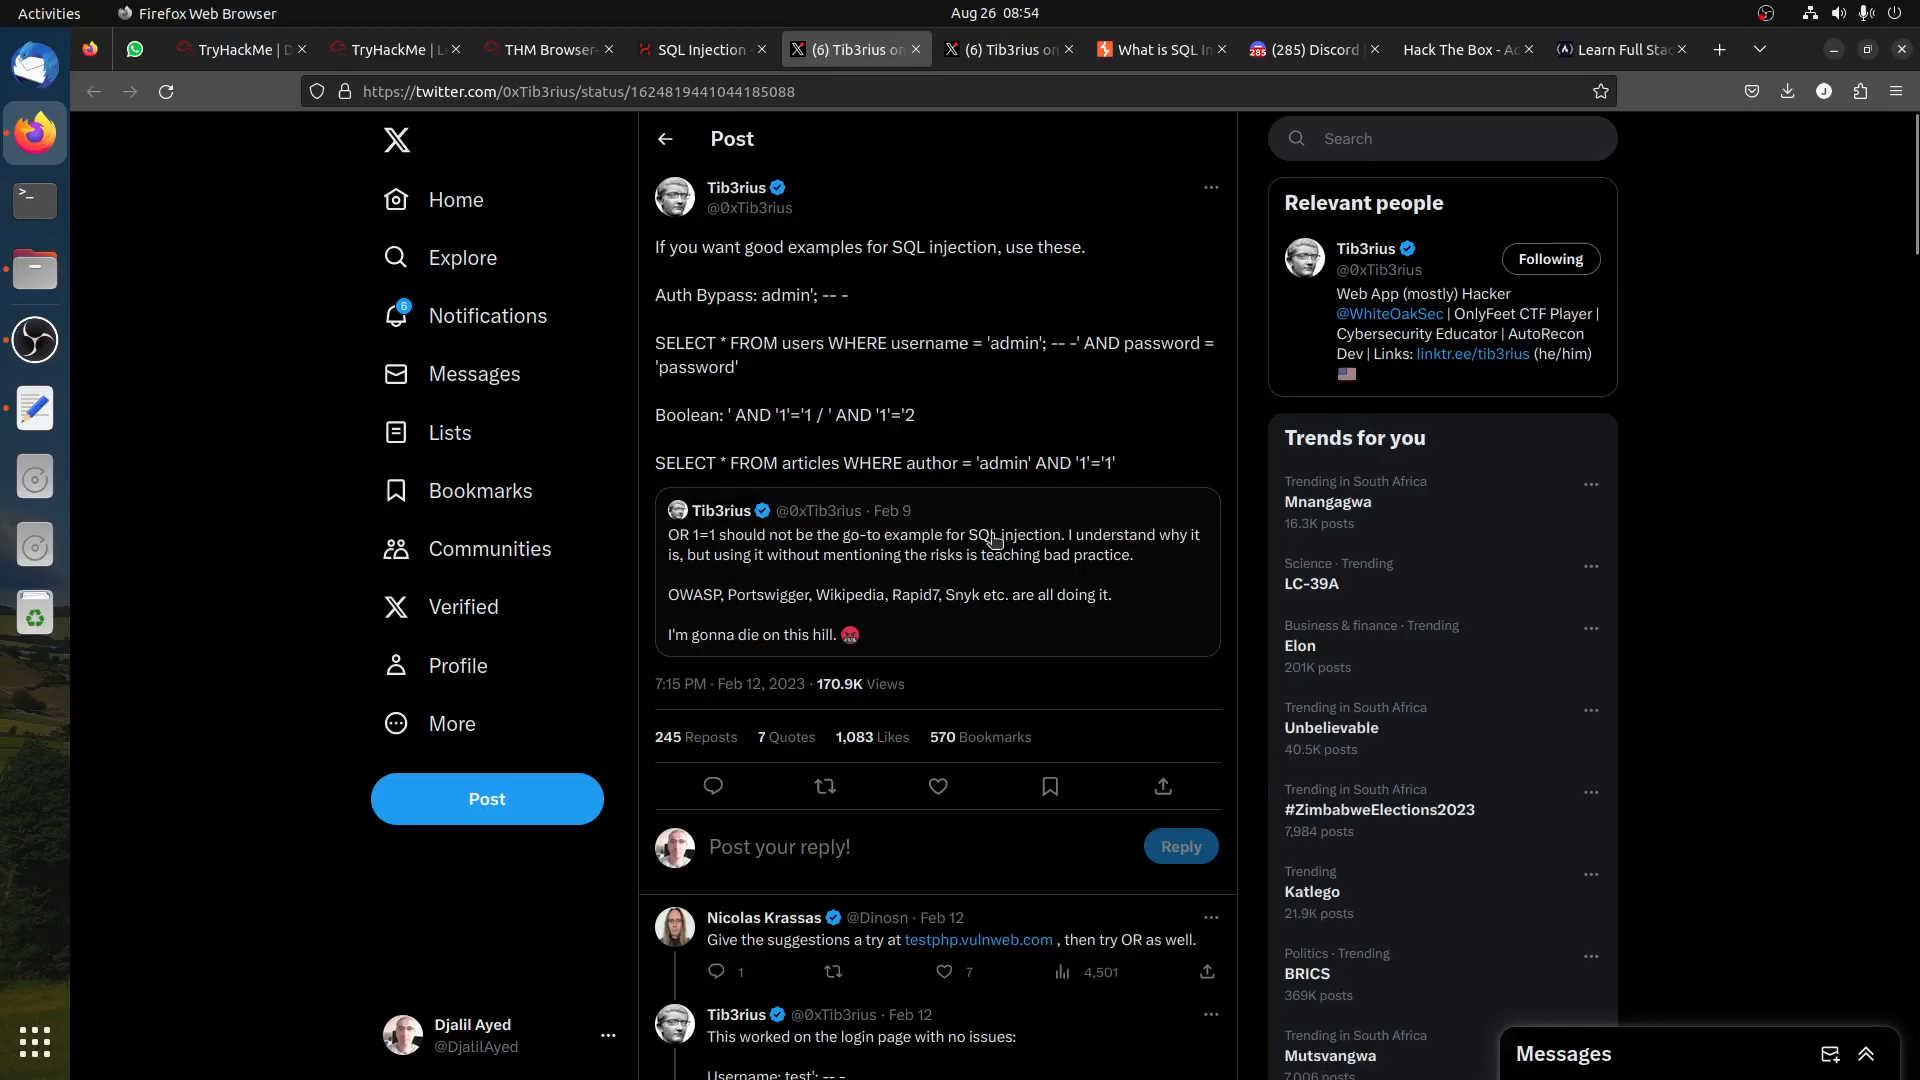 Activities
Firefox Web Browser
Aug 26 08:54
TryHackMe | D
TryHackMe | L
THM Browser-
SQL Injection
(6) Tib3rius on
(6) Tib3rius on
What is SQL In
(285) Discord
Hack The Box - Ac
Learn Full Stac
https://twitter.com/0xTib3rius/status/1624819441044185088
Home
Explore
6
Notifications
Messages
Lists
Bookmarks
Communities
Verified
Profile
More
Post
Djalil Ayed
@DjalilAyed
Post
Tib3rius
@0xTib3rius
If you want good examples for SQL injection, use these.
Auth Bypass: admin'; -- -
SELECT * FROM users WHERE username = 'admin'; -- -' AND password =
'password'
Boolean: ' AND '1'='1 / ' AND '1'='2
SELECT * FROM articles WHERE author = 'admin' AND '1'='1'
Tib3rius @0xTib3rius · Feb 9
OR 1=1 should not be the go-to example for SQL injection. I understand why it
is, but using it without mentioning the risks is teaching bad practice.
OWASP, Portswigger, Wikipedia, Rapid7, Snyk etc. are all doing it.
I'm gonna die on this hill.
7:15 PM · Feb 12, 2023 · 170.9K Views
245 Reposts 7 Quotes 1,083 Likes 570 Bookmarks
Post your reply!
Reply
Nicolas Krassas @Dinosn · Feb 12
Give the suggestions a try at testphp.vulnweb.com , then try OR as well.
1 7 4,501
Tib3rius @0xTib3rius · Feb 12
This worked on the login page with no issues:
Username: test'; -- -
Search
Relevant people
Tib3rius
@0xTib3rius
Following
Web App (mostly) Hacker
@WhiteOakSec | OnlyFeet CTF Player |
Cybersecurity Educator | AutoRecon
Dev | Links: linktr.ee/tib3rius (he/him)
Trends for you
Trending in South Africa
Mnangagwa
16.3K posts
Science · Trending
LC-39A
Business & finance · Trending
Elon
201K posts
Trending in South Africa
Unbelievable
40.5K posts
Trending in South Africa
#ZimbabweElections2023
7,984 posts
Trending
Katlego
21.9K posts
Politics · Trending
BRICS
369K posts
Trending in South Africa
Mutsvangwa
7,006 posts
Messages